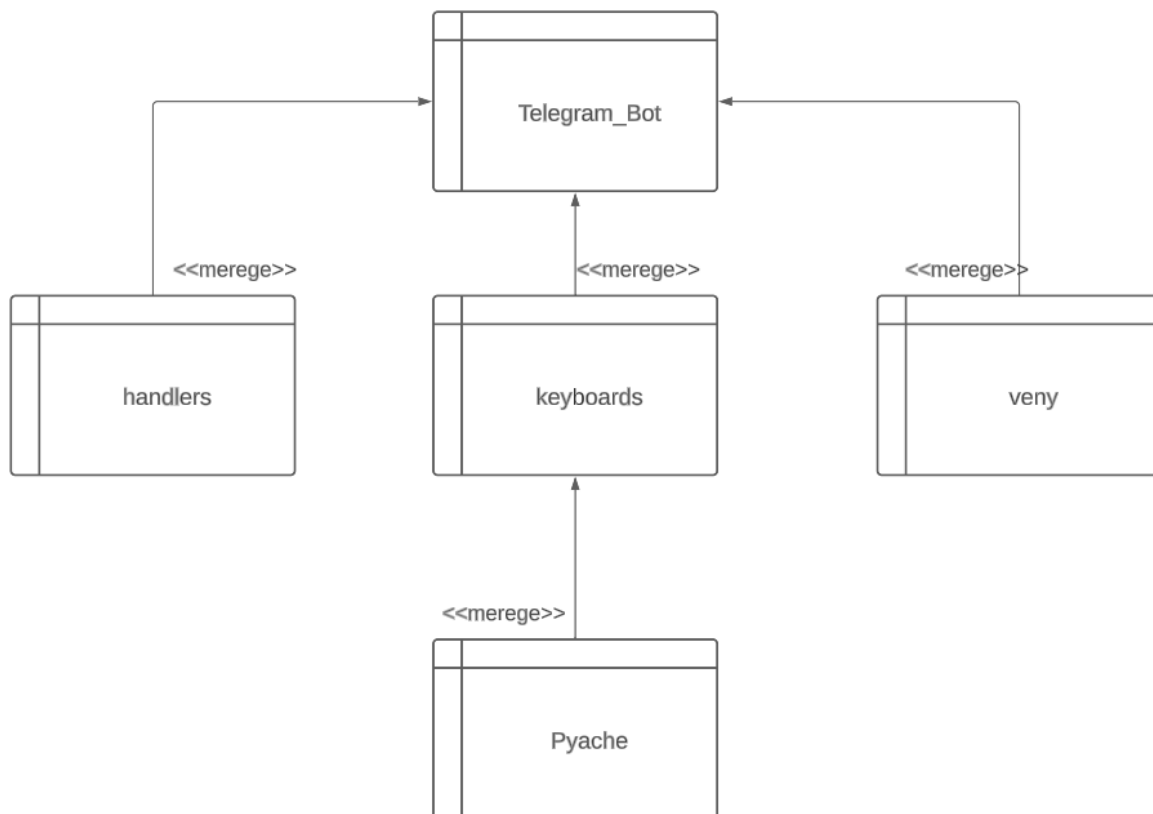 Telegram_Bot
<<merege>>
<<merege>>
<<merege>>
handlers
keyboards
veny
<<merege>>
Pyache